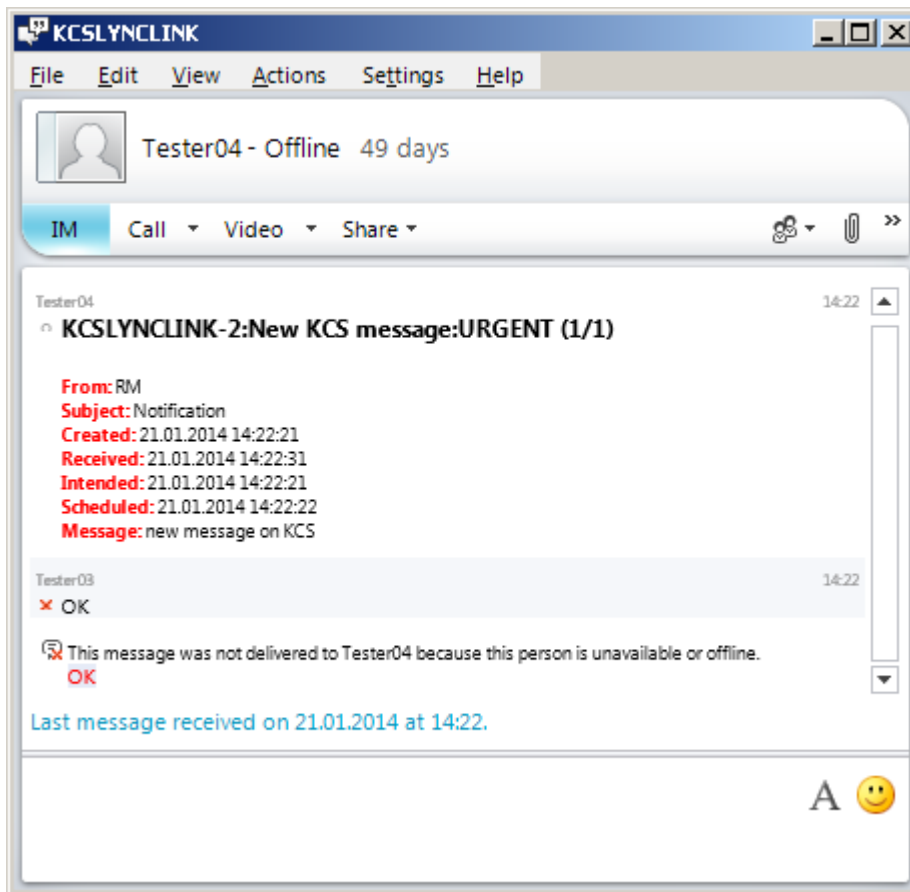 KCSLYNCLINK
File Edit View Actions Settings Help
Tester04 - Offline 49 days
IM Call Video Share
Tester04 14:22
KCSLYNCLINK-2:New KCS message:URGENT (1/1)
From: RM
Subject: Notification
Created: 21.01.2014 14:22:21
Received: 21.01.2014 14:22:31
Intended: 21.01.2014 14:22:21
Scheduled: 21.01.2014 14:22:22
Message: new message on KCS
Tester03 14:22
OK
This message was not delivered to Tester04 because this person is unavailable or offline.
OK
Last message received on 21.01.2014 at 14:22.
A